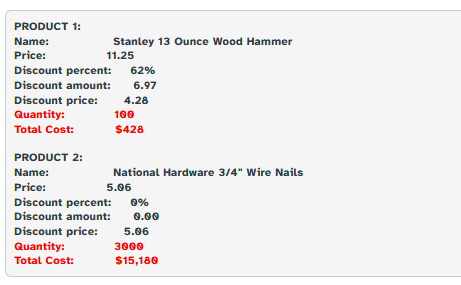 PRODUCT 1:
Name: Stanley 13 Ounce Wood Hammer
Price: 11.25
Discount percent: 62%
Discount amount: 6.97
Discount price: 4.28
Quantity: 100
Total Cost: $428
PRODUCT 2:
Name: National Hardware 3/4" Wire Nails
Price: 5.06
Discount percent: 0%
Discount amount: 0.00
Discount price: 5.06
Quantity: 3000
Total Cost: $15,180